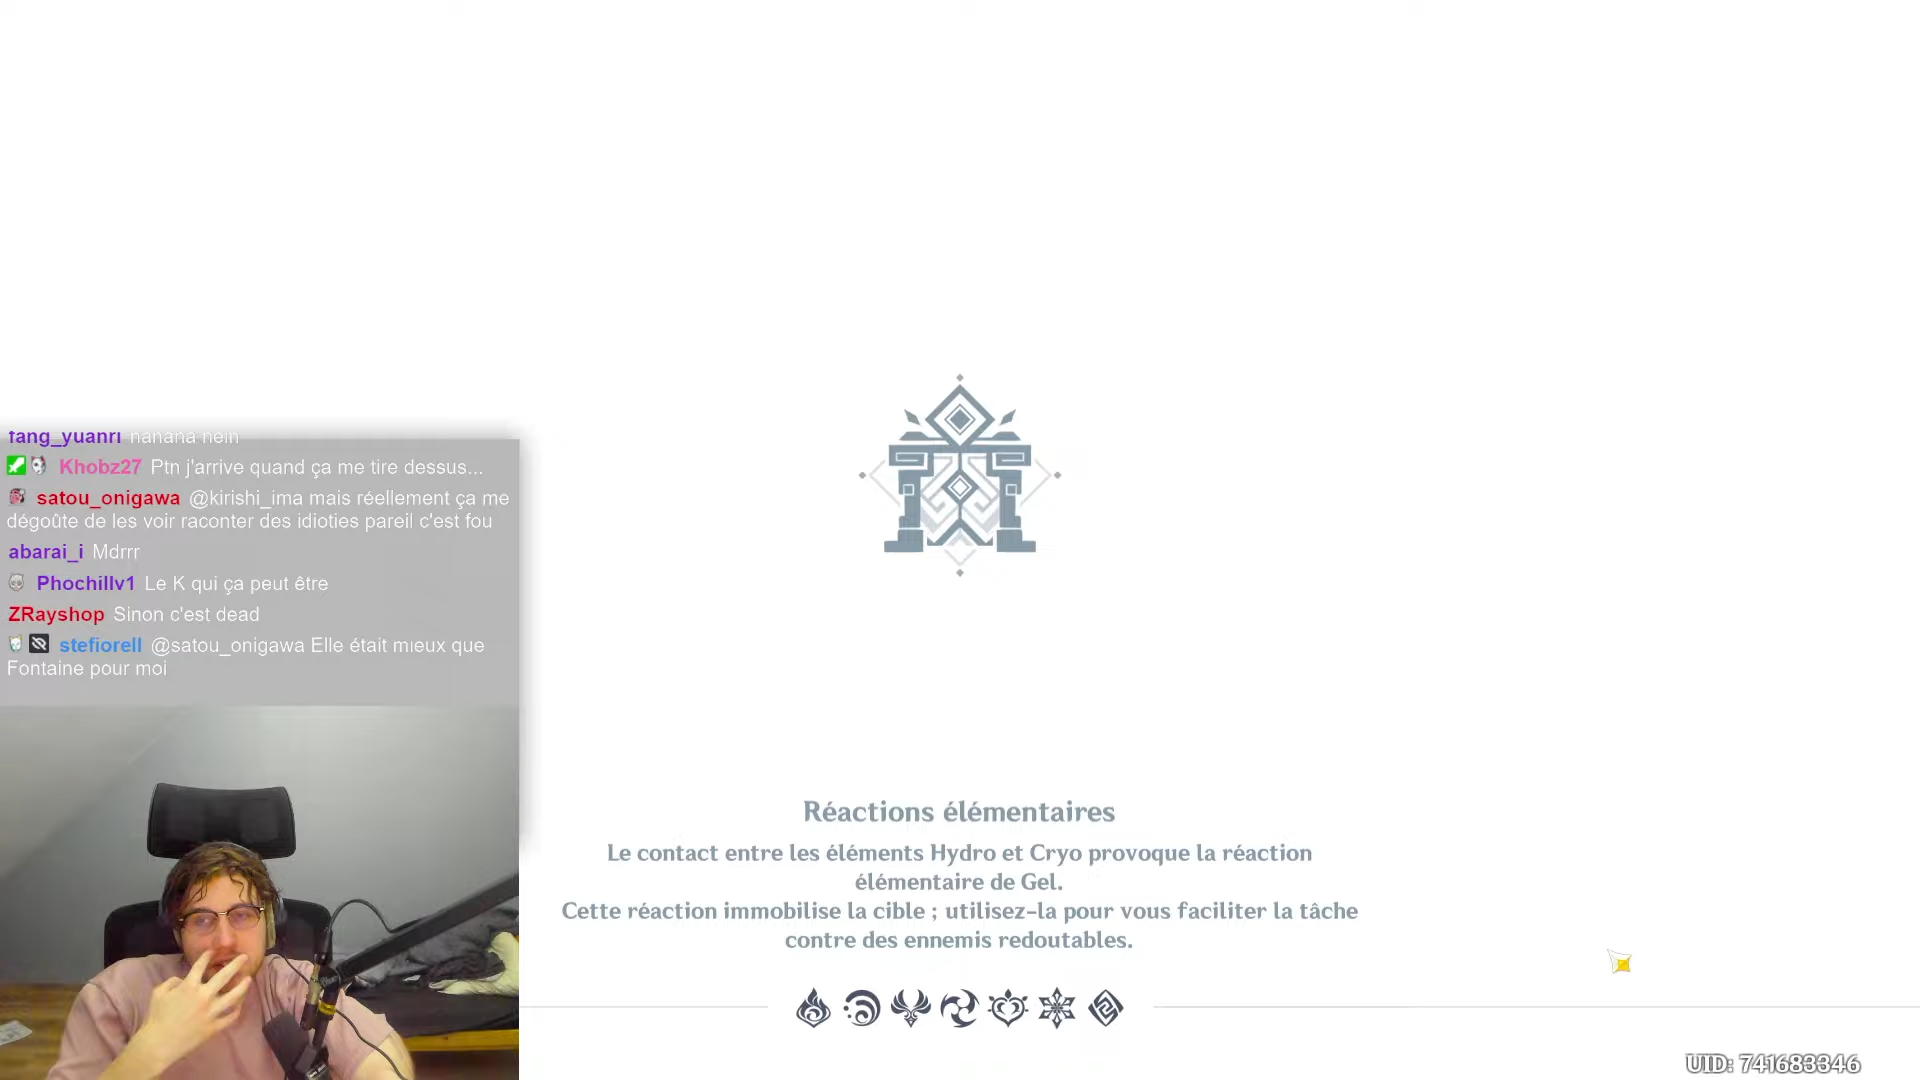 fang_yuanri nanana nein
Khobz27 Ptn j'arrive quand ça me tire dessus...
satou_onigawa @kirishi_ima mais réellement ça me
dégoûte de les voir raconter des idioties pareil c'est fou
abarai_i Mdrrr
Phochillv1 Le K qui ça peut être
ZRayshop Sinon c'est dead
stefiorell @satou_onigawa Elle était mieux que
Fontaine pour moi
Réactions élémentaires
Le contact entre les éléments Hydro et Cryo provoque la réaction
élémentaire de Gel.
Cette réaction immobilise la cible ; utilisez-la pour vous faciliter la tâche
contre des ennemis redoutables.
UID: 741683346